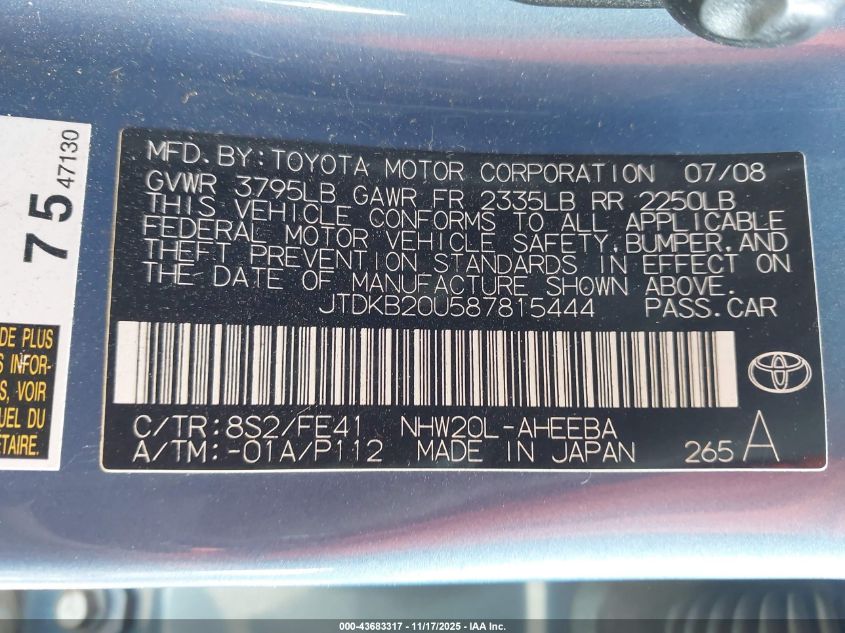 MFD.BY:TOYOTA MOTOR CORPORATION 07/08
GVWR 3795LB GAWR FR 2335LB RR 2250LB
THIS VEHICLE CONFORMS TO ALL APPLICABLE
FEDERAL MOTOR VEHICLE SAFETY,BUMPER,AND
THEFT PREVENTION STANDARDS IN EFFECT ON
THE DATE OF MANUFACTURE SHOWN ABOVE.
JTDKB20U587815444 PASS.CAR
C/TR:8S2/FE41 NHW20L-AHEEBA
A/TM:-01A/P112 MADE IN JAPAN 265 A
75 47130
DE PLUS
S INFOR-
S, VOIR
UEL DU
ÉTAIRE.
000-43683317 - 11/17/2025 - IAA Inc.